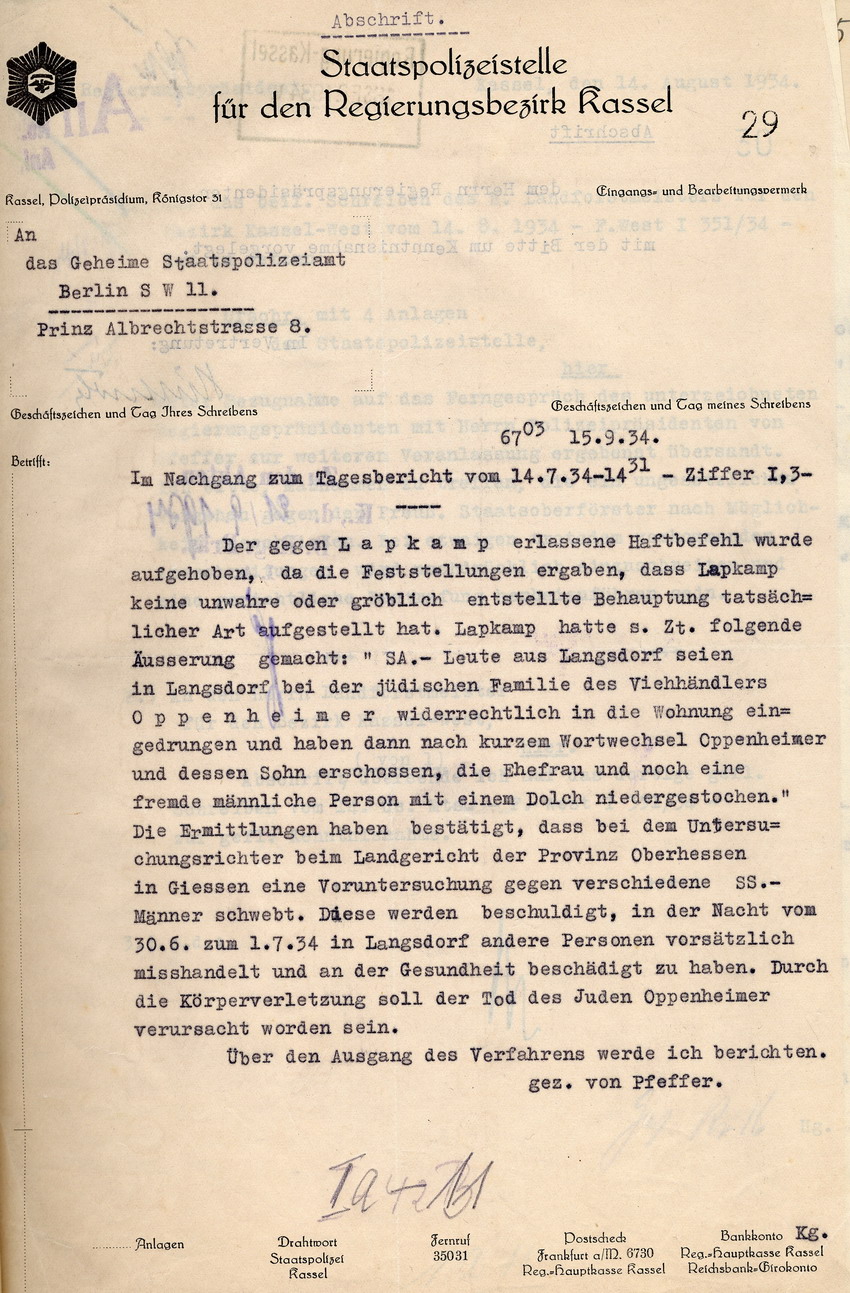 Abschrift.
Staatspolizeistelle
für den Regierungsbezirk Kassel
29
Kassel, Polizeipräsidium, Königstor 31
Eingangs= und Bearbeitungsvermerk
An
das Geheime Staatspolizeiamt
Berlin S W 11.
Prinz Albrechtstrasse 8.
Geschäftszeichen und Tag Ihres Schreibens
Geschäftszeichen und Tag meines Schreibens
67⁰³ 15.9.34.
Betrifft:
Im Nachgang zum Tagesbericht vom 14.7.34-14³¹ - Ziffer I,3-
Der gegen L a p k a m p erlassene Haftbefehl wurde
aufgehoben, da die Feststellungen ergaben, dass Lapkamp
keine unwahre oder gröblich entstellte Behauptung tatsäch=
licher Art aufgestellt hat. Lapkamp hatte s. Zt. folgende
Äusserung gemacht: " SA.- Leute aus Langsdorf seien
in Langsdorf bei der jüdischen Familie des Viehhändlers
O p p e n h e i m e r widerrechtlich in die Wohnung ein=
gedrungen und haben dann nach kurzem Wortwechsel Oppenheimer
und dessen Sohn erschossen, die Ehefrau und noch eine
fremde männliche Person mit einem Dolch niedergestochen."
Die Ermittlungen haben bestätigt, dass bei dem Untersu=
chungsrichter beim Landgericht der Provinz Oberhessen
in Giessen eine Voruntersuchung gegen verschiedene SS.-
Männer schwebt. Diese werden beschuldigt, in der Nacht vom
30.6. zum 1.7.34 in Langsdorf andere Personen vorsätzlich
misshandelt und an der Gesundheit beschädigt zu haben. Durch
die Körperverletzung soll der Tod des Juden Oppenheimer
verursacht worden sein.
Über den Ausgang des Verfahrens werde ich berichten.
gez. von Pfeffer.
Kg.
Anlagen
Drahtwort
Staatspolizei
Kassel
Fernruf
35031
Postscheck
Frankfurt a/M. 6730
Reg.=Hauptkasse Kassel
Bankkonto
Reg.=Hauptkasse Kassel
Reichsbank=Girokonto